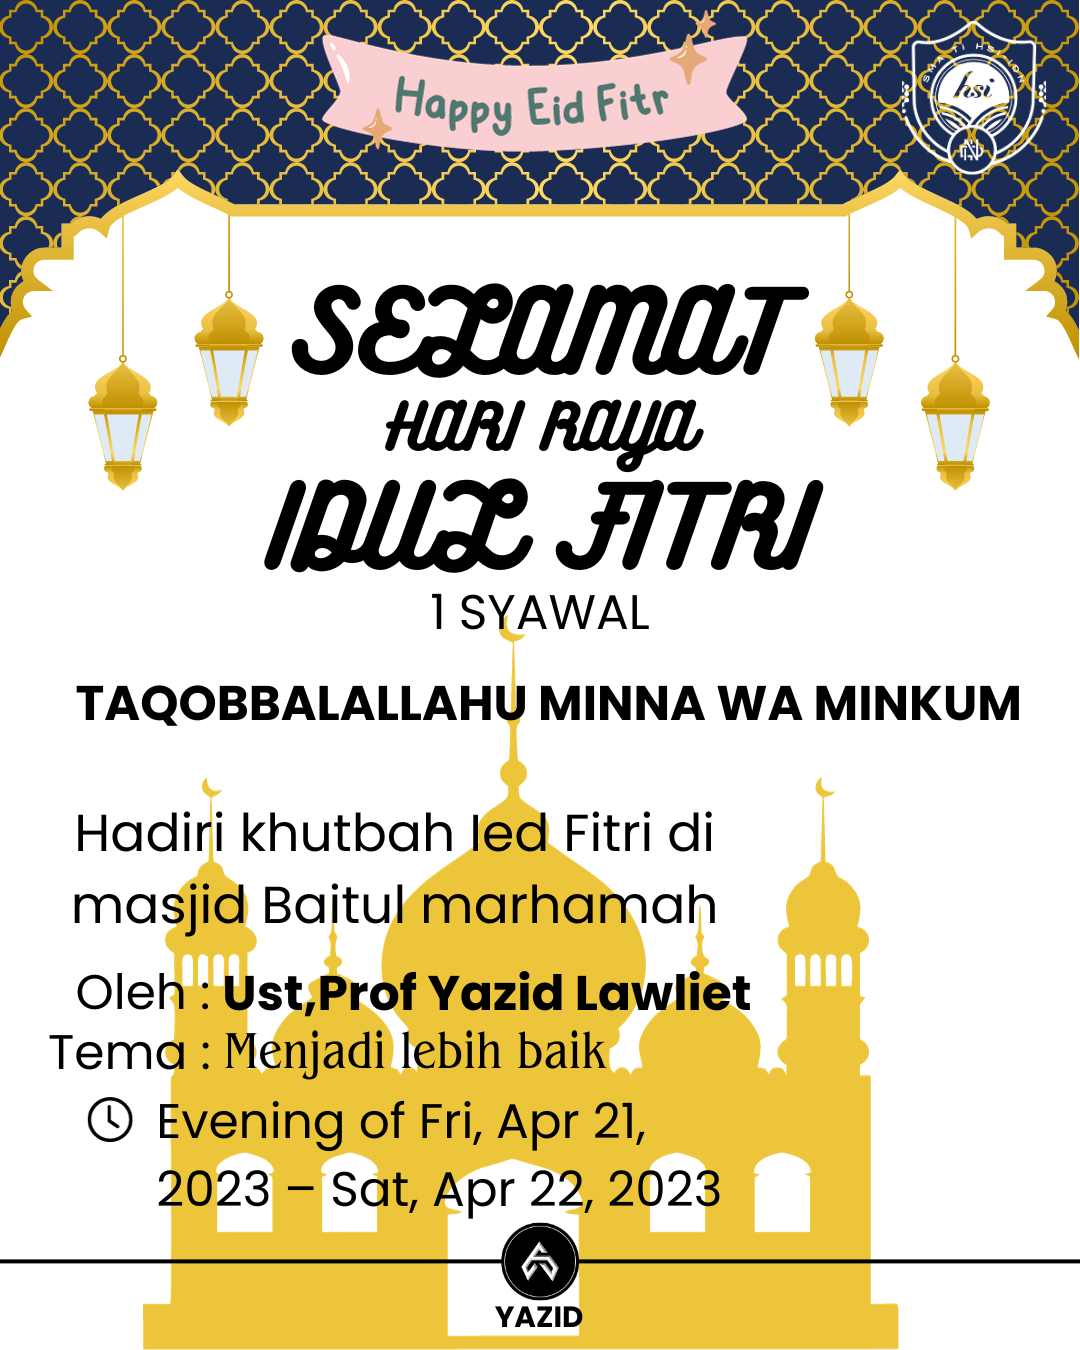 Happy Eid Fitr
hsi
SELAMAT
HARI RAYA
IDUL FITRI
1 SYAWAL
TAQOBBALALLAHU MINNA WA MINKUM
Hadiri khutbah Ied Fitri di
masjid Baitul marhamah
Oleh : Ust,Prof Yazid Lawliet
Tema : Menjadi lebih baik
Evening of Fri, Apr 21,
2023 – Sat, Apr 22, 2023
YAZID